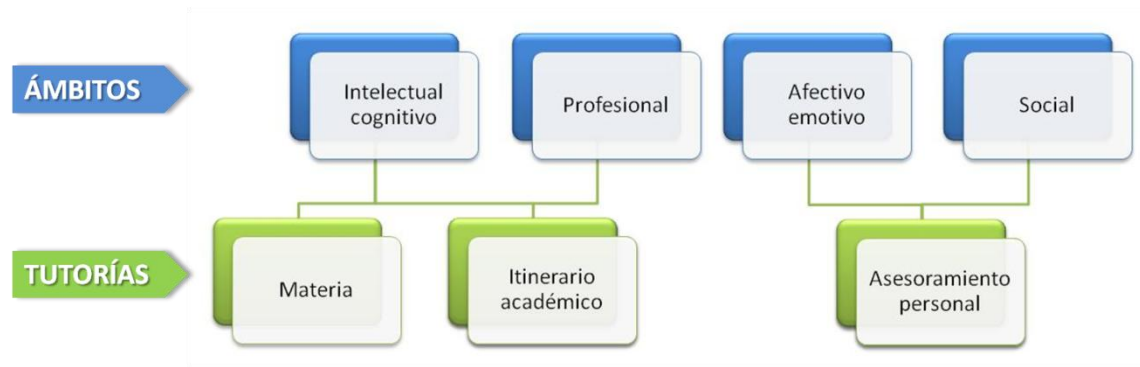 ÁMBITOS
Intelectual
cognitivo
Profesional
Afectivo
emotivo
Social
TUTORÍAS
Materia
Itinerario
académico
Asesoramiento
personal